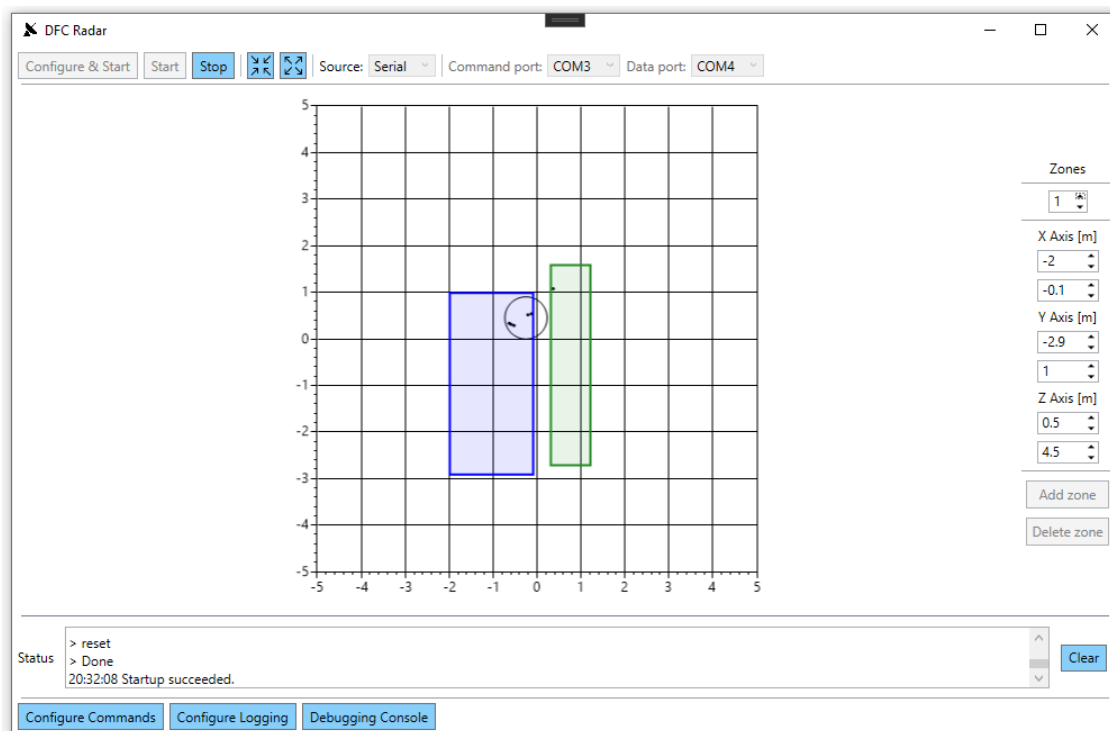 DFC Radar
Configure & Start Start Stop Source: Serial Command port: COM3 Data port: COM4
5
4
3
2
1
0
-1
-2
-3
-4
-5
-5 -4 -3 -2 -1 0 1 2 3 4 5
Zones
1
X Axis [m]
-2
-0.1
Y Axis [m]
-2.9
1
Z Axis [m]
0.5
4.5
Add zone
Delete zone
Status
> reset
> Done
20:32:08 Startup succeeded.
Clear
Configure Commands Configure Logging Debugging Console